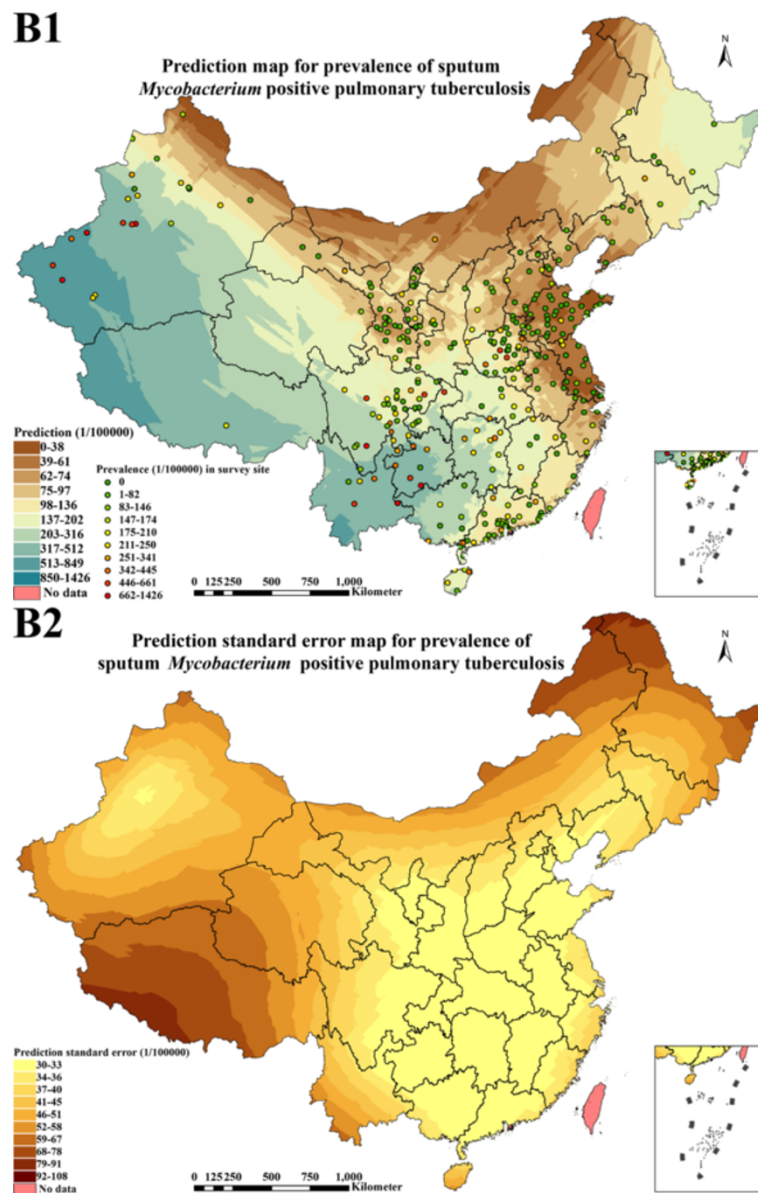 B1
Prediction map for prevalence of sputum
Mycobacterium positive pulmonary tuberculosis
N
Prediction (1/100000)
0-38
39-61
62-74
75-97
98-136
137-202
203-316
317-512
513-849
850-1426
No data
Prevalence (1/100000) in survey site
0
1-82
83-146
147-174
175-210
211-250
251-341
342-445
446-661
662-1426
0 125 250 500 750 1,000
Kilometer
B2
Prediction standard error map for prevalence of
sputum Mycobacterium positive pulmonary tuberculosis
N
Prediction standard error (1/100000)
30-33
34-36
37-40
41-45
46-51
52-58
59-67
68-78
79-91
92-108
No data
0 125 250 500 750 1,000
Kilometer